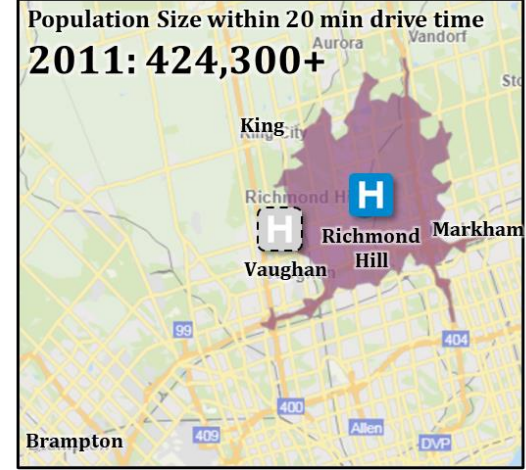 Population Size within 20 min drive time
2011: 424,300+
Aurora
Vandorf
King
King City
Richmond Hi
H
H
Richmond
Hill
Markham
Vaughan
99
404
400
Allen
409
DVP
Brampton